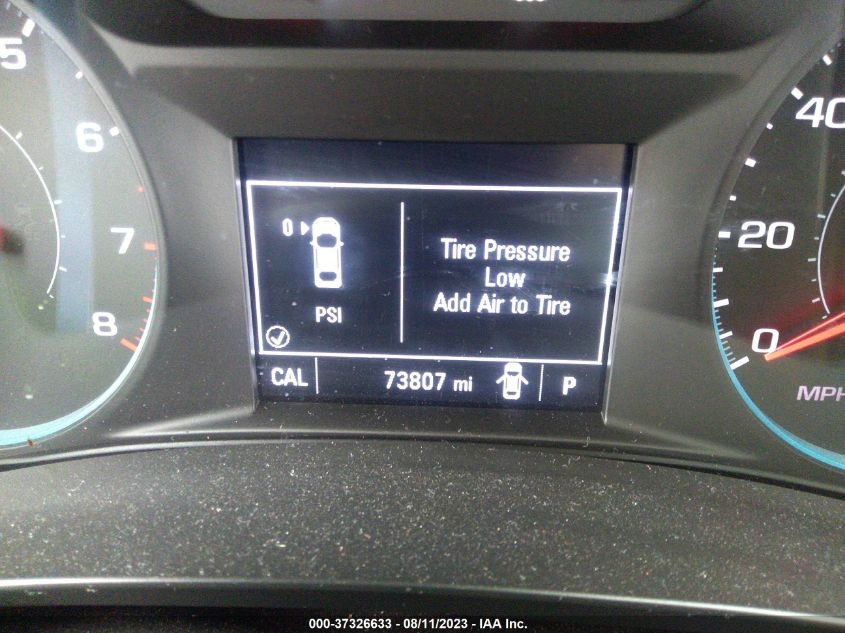 5
6
7
8
0
PSI
Tire Pressure
Low
Add Air to Tire
CAL
73807 mi
P
40
20
0
MPH
000-37326633 - 08/11/2023 - IAA Inc.